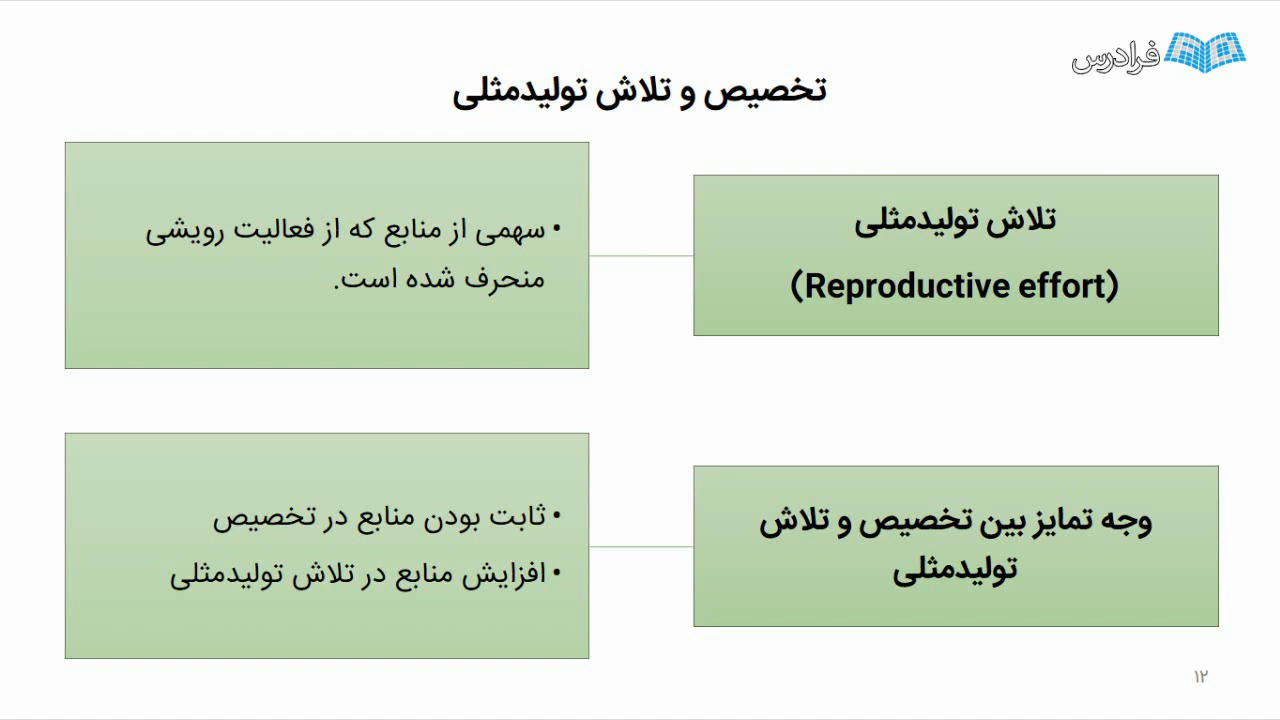 فرادرس
تخصیص و تلاش تولیدمثلی
تلاش تولیدمثلی
(Reproductive effort)
• سهمی از منابع که از فعالیت رویشی
منحرف شده است.
وجه تمایز بین تخصیص و تلاش
تولیدمثلی
• ثابت بودن منابع در تخصیص
• افزایش منابع در تلاش تولیدمثلی
۱۲